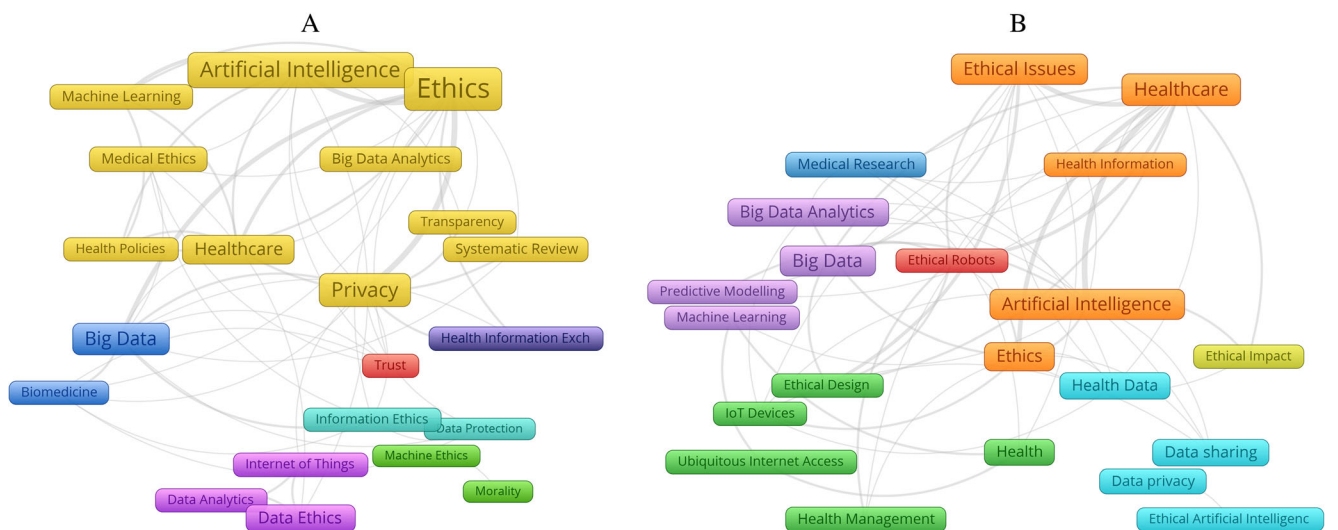 A
Artificial Intelligence
Ethics
Machine Learning
Medical Ethics
Big Data Analytics
Transparency
Health Policies
Healthcare
Systematic Review
Privacy
Big Data
Health Information Exch
Trust
Biomedicine
Information Ethics
Data Protection
Machine Ethics
Internet of Things
Morality
Data Analytics
Data Ethics
B
Ethical Issues
Healthcare
Medical Research
Health Information
Big Data Analytics
Big Data
Ethical Robots
Predictive Modelling
Machine Learning
Artificial Intelligence
Ethics
Ethical Impact
Ethical Design
Health Data
IoT Devices
Health
Data sharing
Ubiquitous Internet Access
Data privacy
Health Management
Ethical Artificial Intelligenc